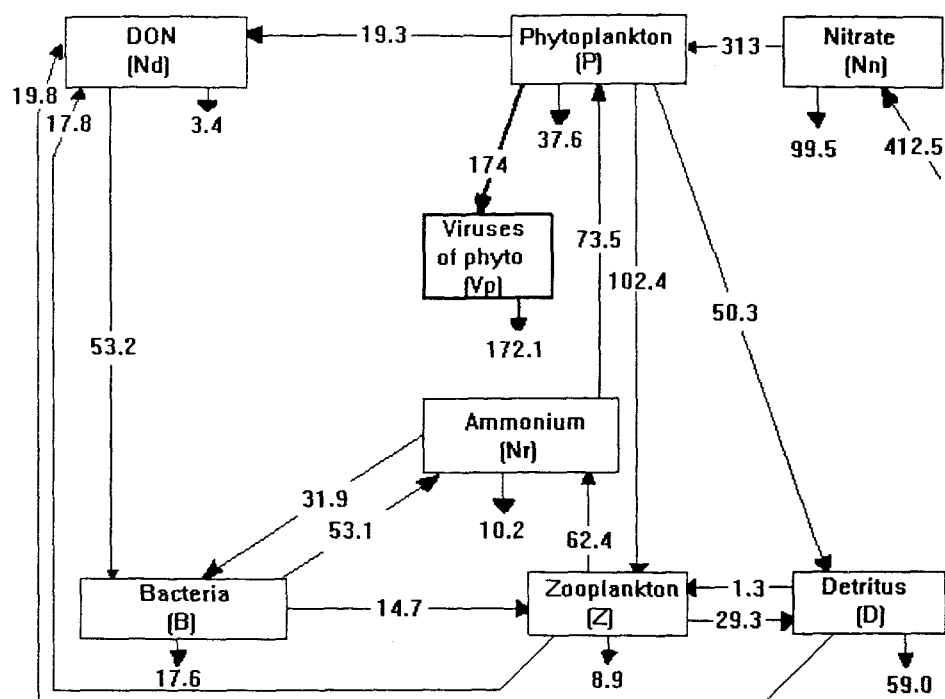 DON
(Nd)
19.3
Phytoplankton
(P)
313
Nitrate
(Nn)
19.8
17.8
3.4
37.6
99.5
412.5
174
Viruses
of phyto
(Vp)
73.5
102.4
50.3
172.1
53.2
Ammonium
(Nr)
31.9
53.1
10.2
62.4
Bacteria
(B)
14.7
Zooplankton
(Z)
1.3
29.3
Detritus
(D)
17.6
8.9
59.0